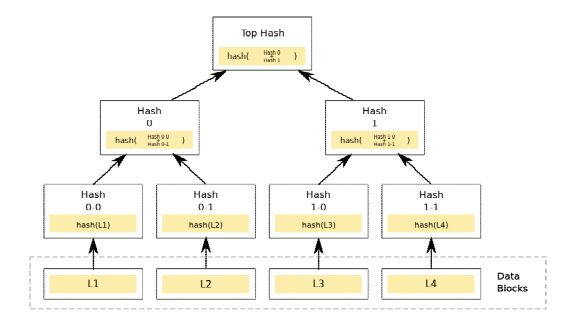 Top Hash
hash( Hash 0 + Hash 1 )
Hash
0
hash( Hash 0 0 + Hash 0-1 )
Hash
1
hash( Hash 1 0 + Hash 1-1 )
Hash
0-0
hash(L1)
Hash
0-1
hash(L2)
Hash
1-0
hash(L3)
Hash
1-1
hash(L4)
L1
L2
L3
L4
Data
Blocks